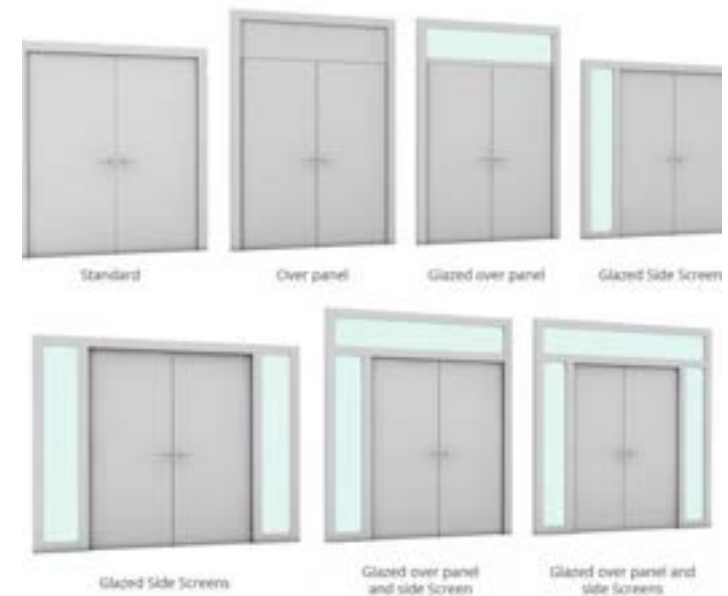 Standard
Over panel
Glazed over panel
Glazed Side Screen
Glazed Side Screens
Glazed over panel
and side Screen
Glazed over panel and
side Screens